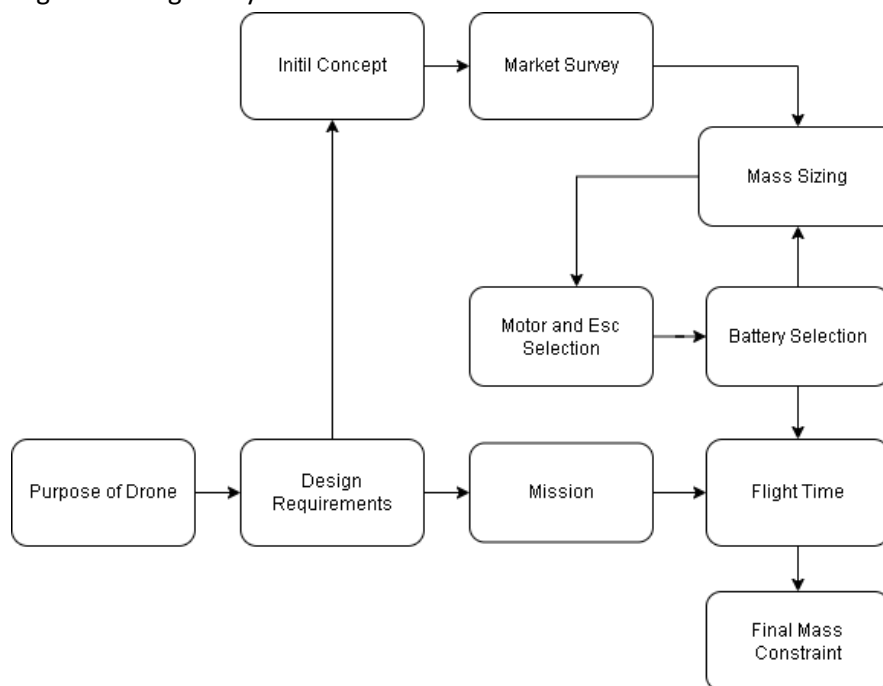 Initil Concept
Market Survey
Mass Sizing
Motor and Esc
Selection
Battery Selection
Purpose of Drone
Design
Requirements
Mission
Flight Time
Final Mass
Constraint